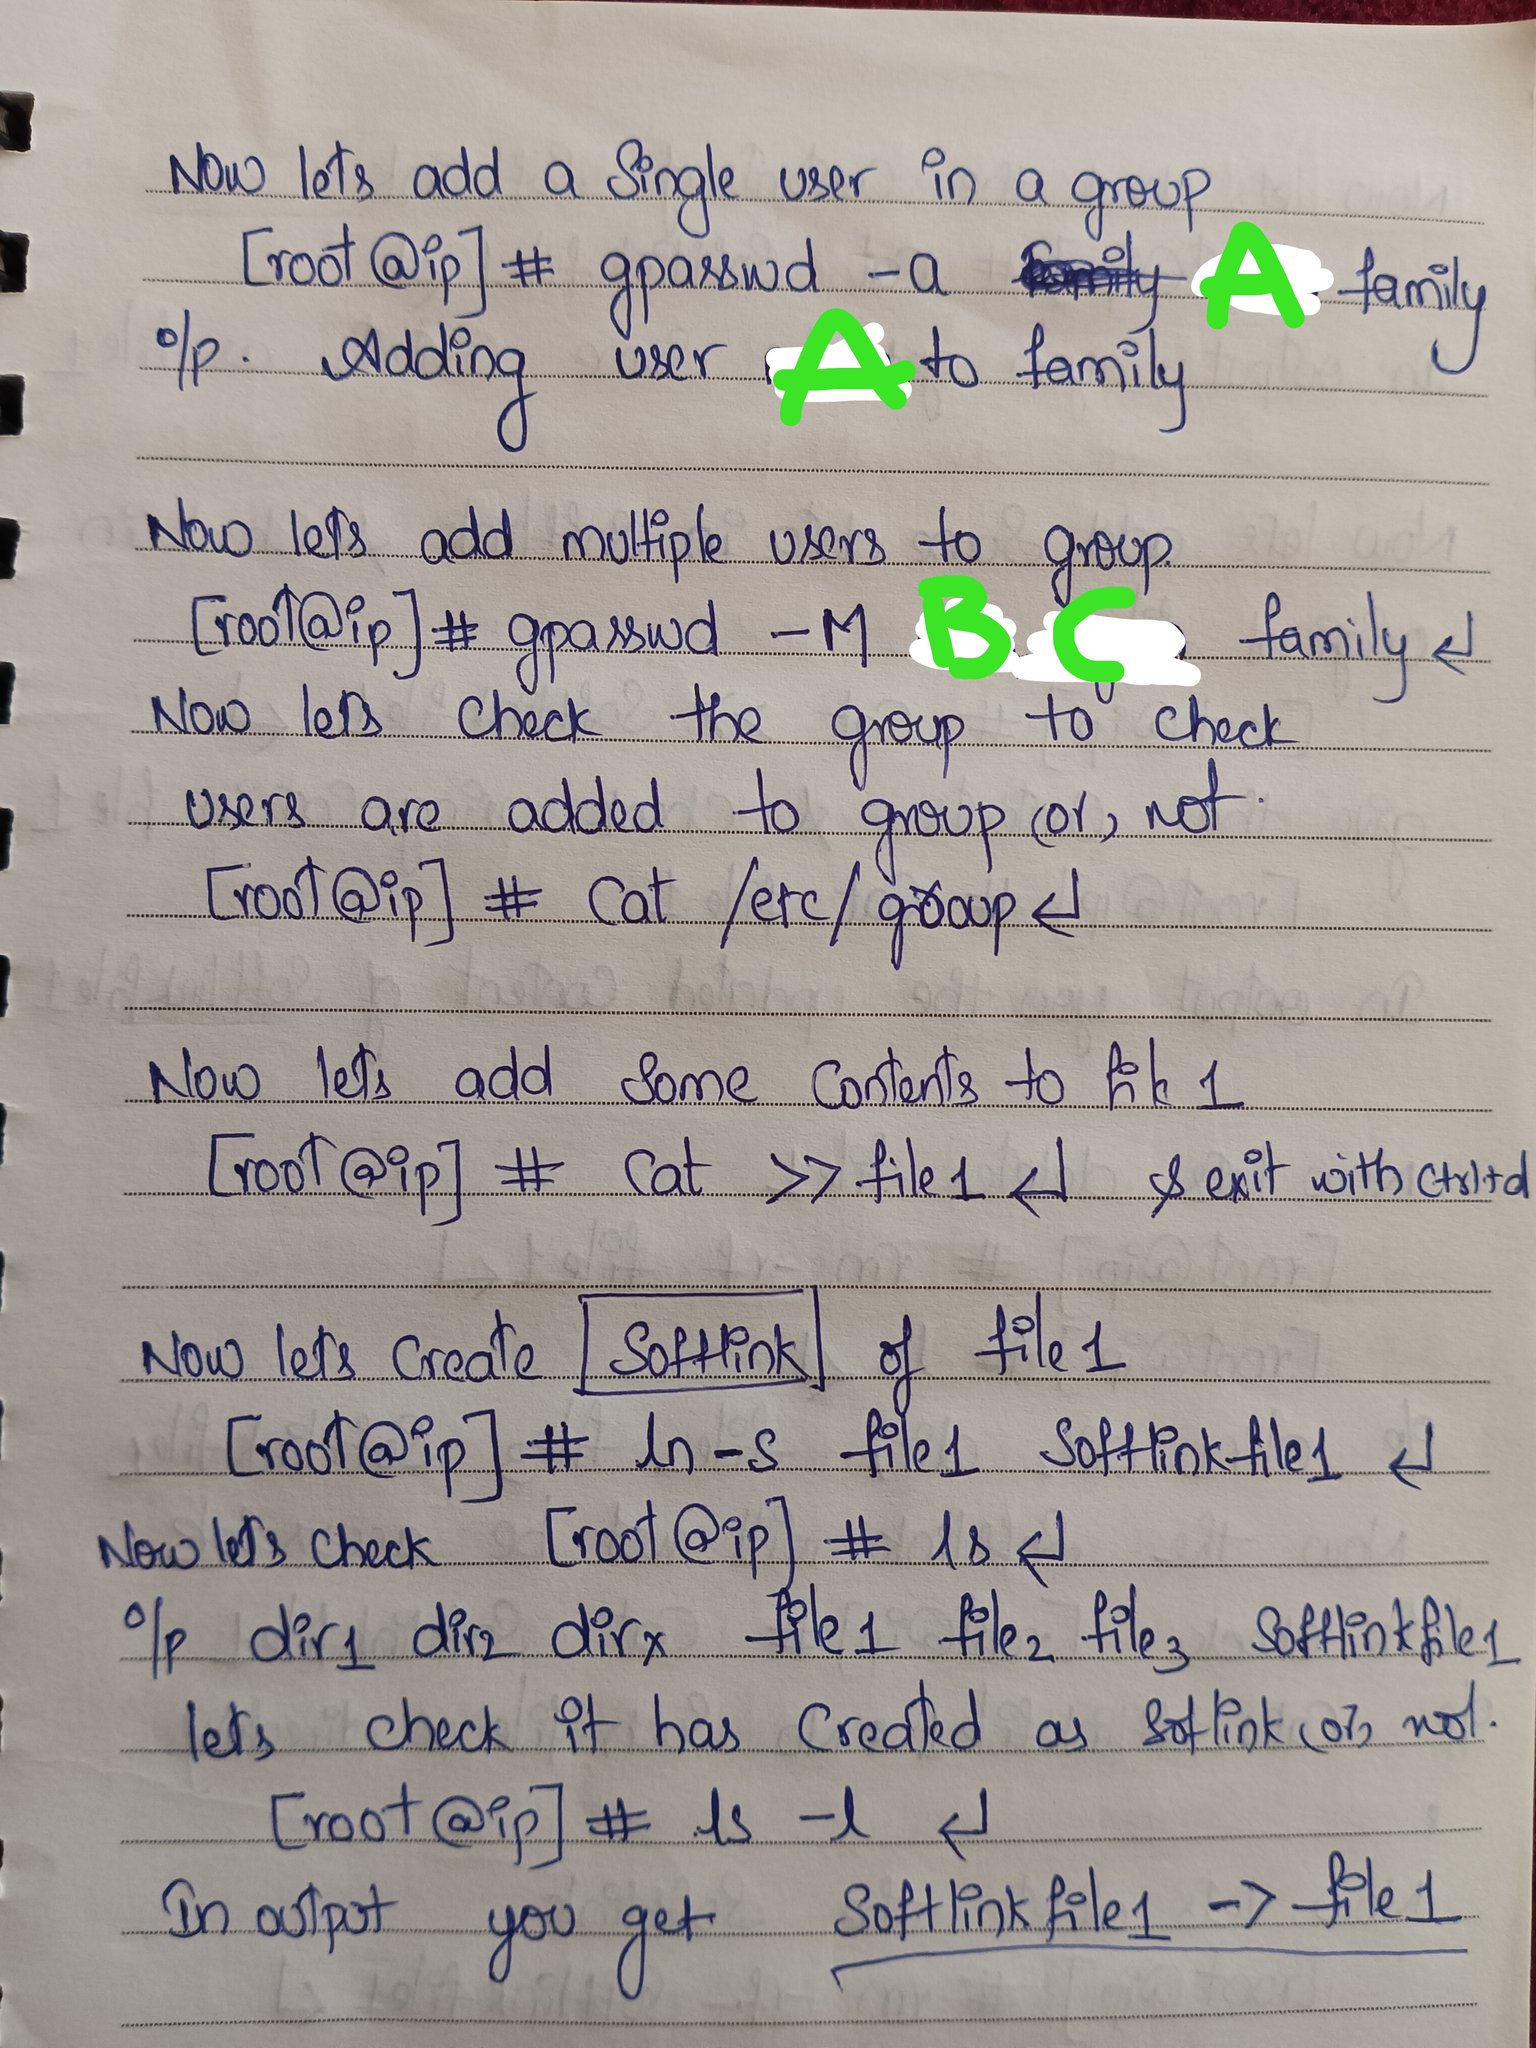 Now lets add a Single user in a group
[root@ip] # gpasswd -a family A family
o/p. Adding user A to family
Now lets add multiple users to group.
[root@ip] # gpasswd -M B C family ↵
Now lets check the group to check
users are added to group (or) not.
[root@ip] # Cat /etc/group ↵
Now lets add some Contents to file 1
[root@ip] # Cat >> file1 ↵ & exit with ctrl+d
Now lets Create Softlink of file1
[root@ip] # ln -s file1 Softlinkfile1 ↵
Now lets check [root@ip] # ls ↵
o/p dir1 dir2 dirx file1 file2 file3 Softlinkfile1
lets check it has Created as Softlink (or) not.
[root@ip] # ls -l ↵
In output you get Softlinkfile1 -> file1